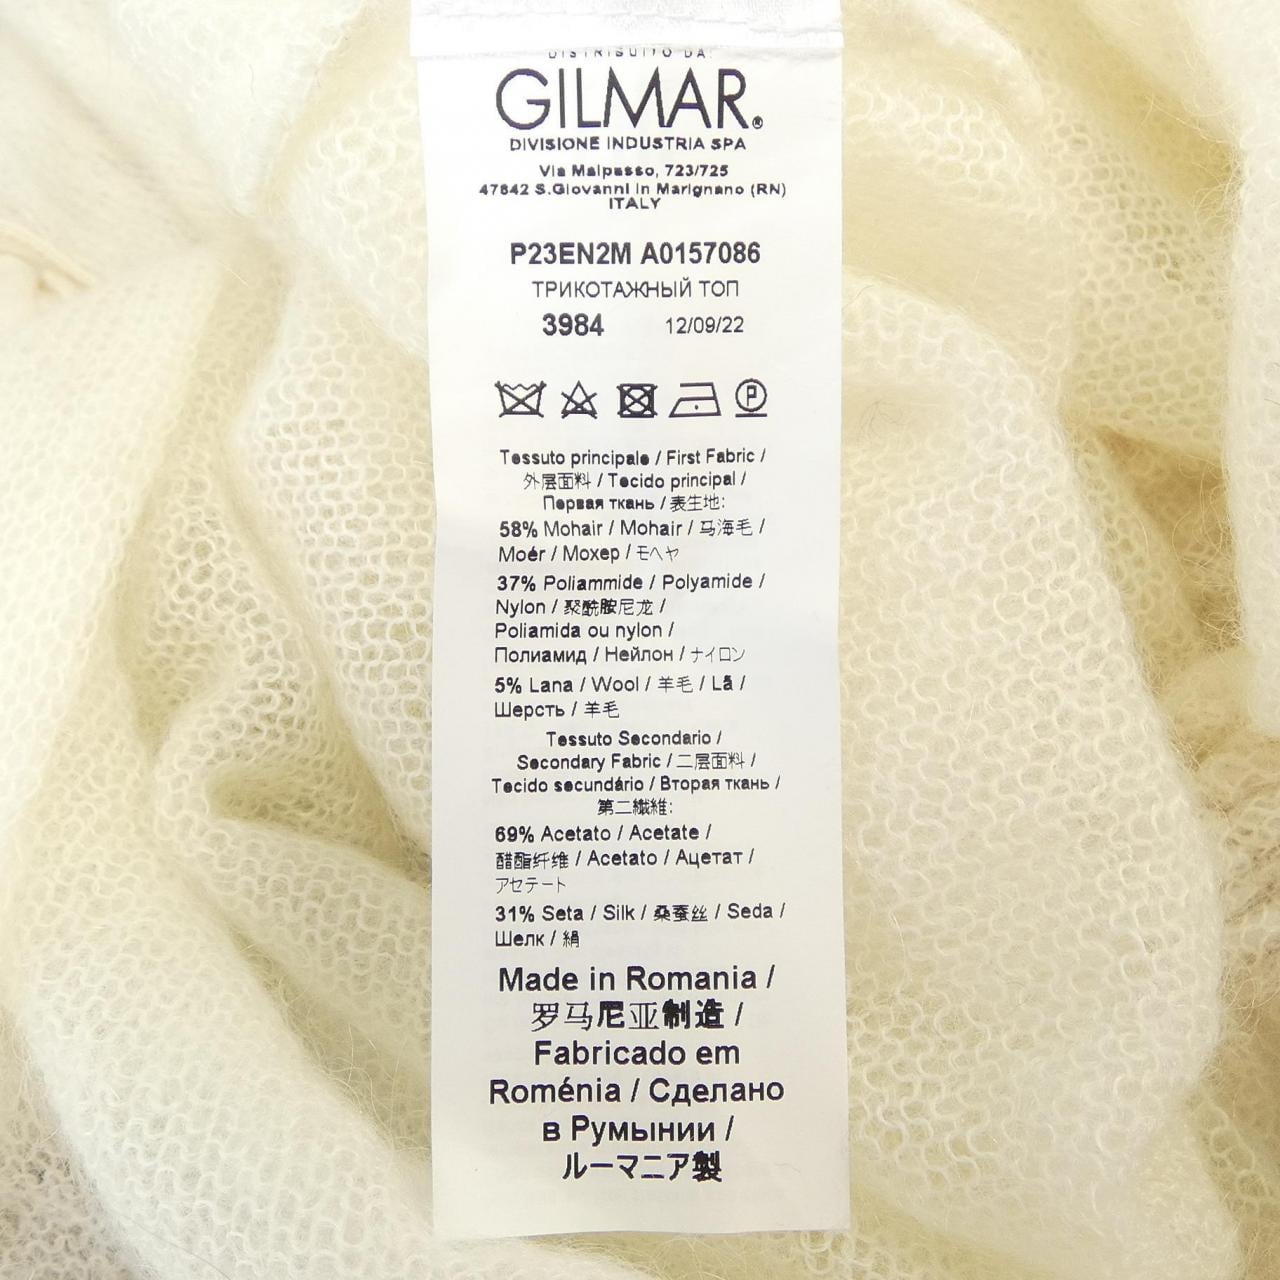 DISTRIBUITO DA:
GILMAR®
DIVISIONE INDUSTRIA SPA
Via Malpasso, 723/725
47842 S.Giovanni in Marignano (RN)
ITALY
P23EN2M A0157086
ТРИКОТАЖНЫЙ ТОП
3984 12/09/22
P
Tessuto principale / First Fabric /
外层面料 / Tecido principal /
Первая ткань / 表生地:
58% Mohair / Mohair / 马海毛 /
Moér / Мохер / モヘヤ
37% Poliammide / Polyamide /
Nylon / 聚酰胺尼龙 /
Poliamida ou nylon /
Полиамид / Нейлон / ナイロン
5% Lana / Wool / 羊毛 / Lã /
Шерсть / 羊毛
Tessuto Secondario /
Secondary Fabric / 二层面料 /
Tecido secundário / Вторая ткань /
第二繊維:
69% Acetato / Acetate /
醋酯纤维 / Acetato / Ацетат /
アセテート
31% Seta / Silk / 桑蚕丝 / Seda /
Шелк / 絹
Made in Romania /
罗马尼亚制造 /
Fabricado em
Roménia / Сделано
в Румынии /
ルーマニア製